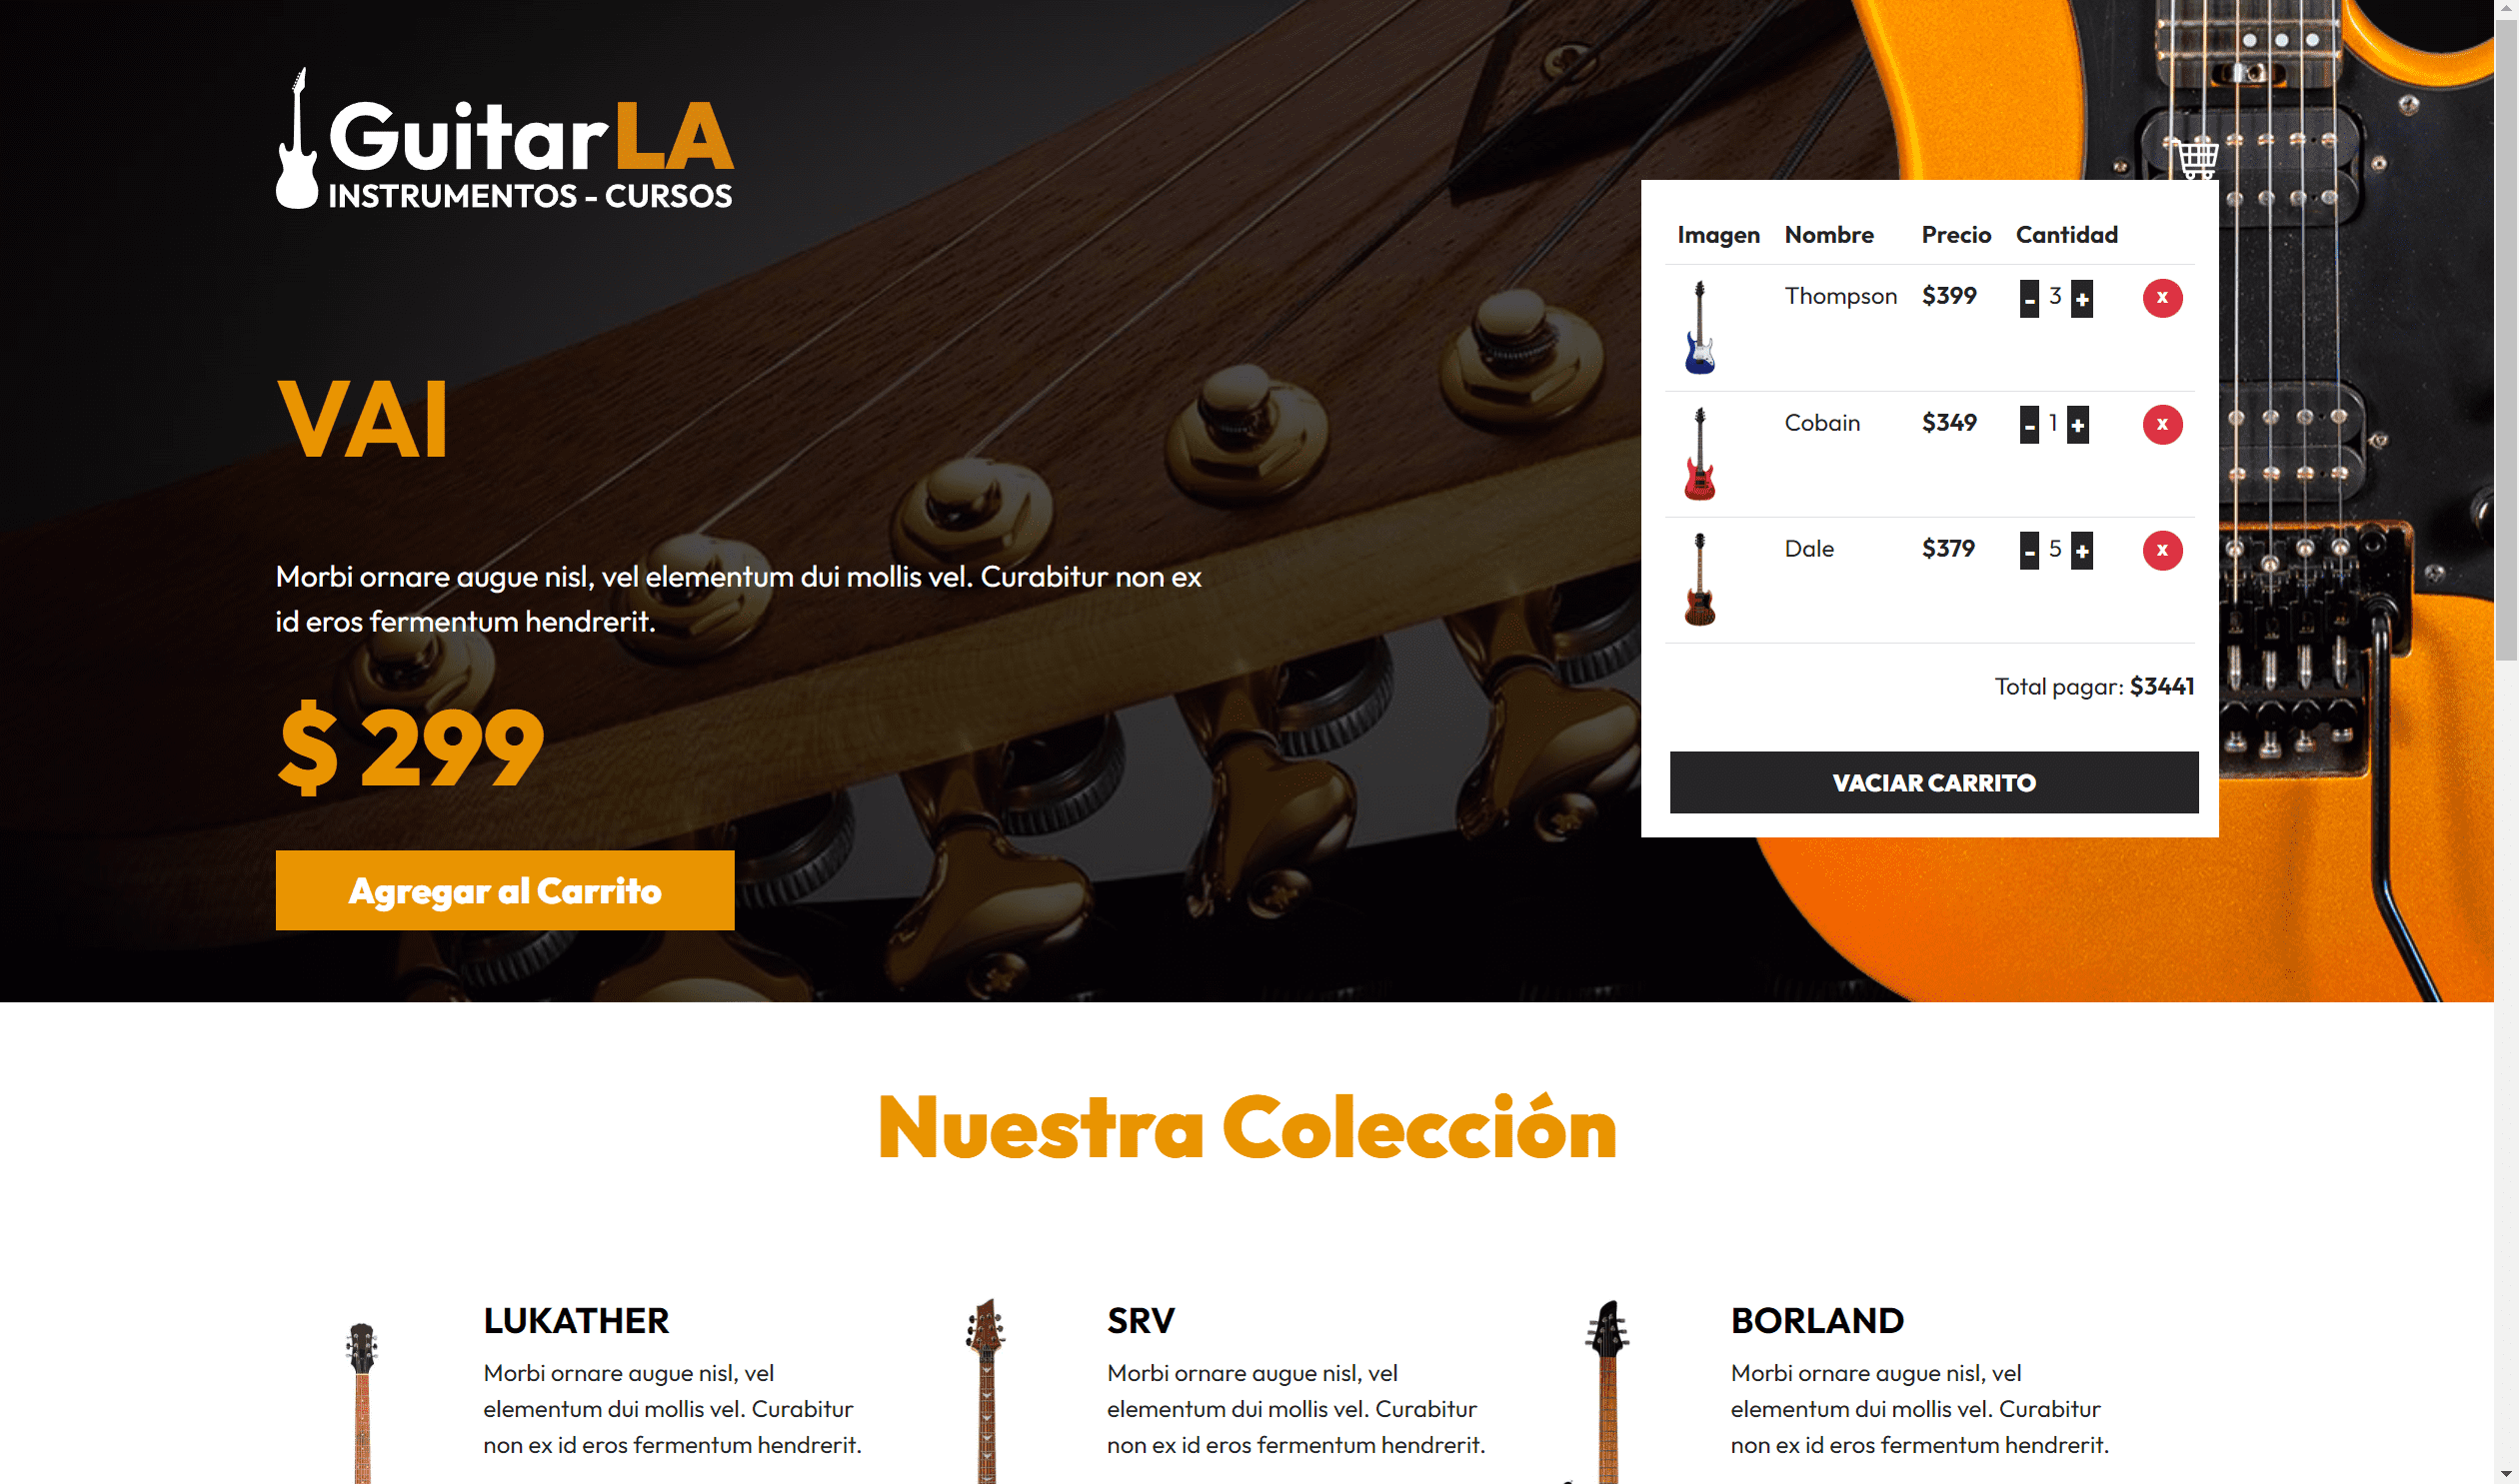 GuitarLA
INSTRUMENTOS - CURSOS
VAI
Morbi ornare augue nisl, vel elementum dui mollis vel. Curabitur non ex
id eros fermentum hendrerit.
$ 299
Agregar al Carrito
Imagen Nombre Precio Cantidad
Thompson $399 - 3 + X
Cobain $349 - 1 + X
Dale $379 - 5 + X
Total pagar: $3441
VACIAR CARRITO
Nuestra Colección
LUKATHER
Morbi ornare augue nisl, vel
elementum dui mollis vel. Curabitur
non ex id eros fermentum hendrerit.
SRV
Morbi ornare augue nisl, vel
elementum dui mollis vel. Curabitur
non ex id eros fermentum hendrerit.
BORLAND
Morbi ornare augue nisl, vel
elementum dui mollis vel. Curabitur
non ex id eros fermentum hendrerit.